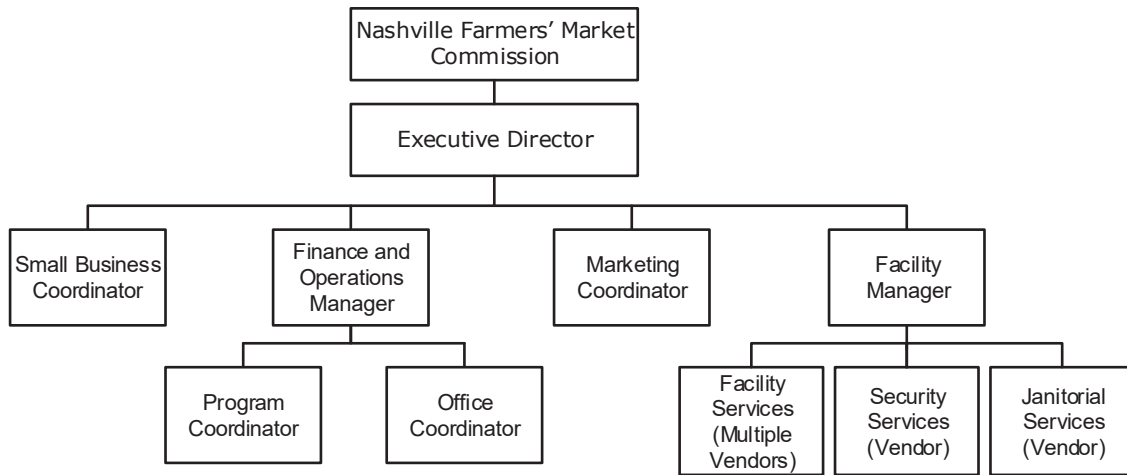 Nashville Farmers’ Market
Commission
Executive Director
Small Business
Coordinator
Finance and
Operations
Manager
Marketing
Coordinator
Facility
Manager
Program
Coordinator
Office
Coordinator
Facility
Services
(Multiple
Vendors)
Security
Services
(Vendor)
Janitorial
Services
(Vendor)